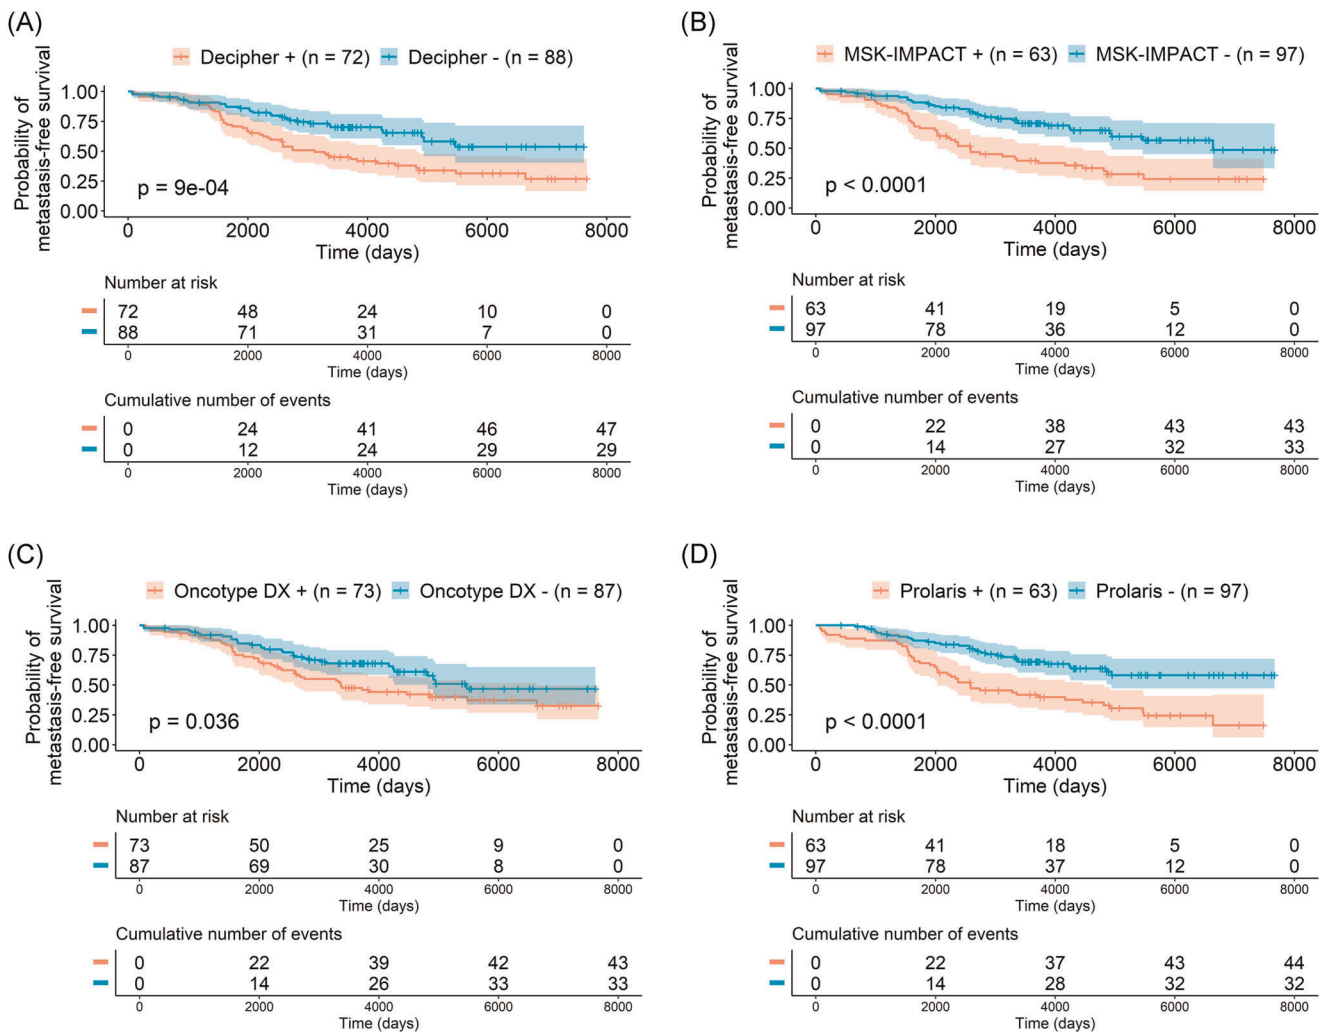 (A)
Decipher + (n = 72) Decipher - (n = 88)
Probability of
metastasis-free survival
1.00
0.75
0.50
0.25
0.00
p = 9e-04
0 2000 4000 6000 8000
Time (days)
Number at risk
72 48 24 10 0
88 71 31 7 0
0 2000 4000 6000 8000
Time (days)
Cumulative number of events
0 24 41 46 47
0 12 24 29 29
0 2000 4000 6000 8000
Time (days)
(B)
MSK-IMPACT + (n = 63) MSK-IMPACT - (n = 97)
Probability of
metastasis-free survival
1.00
0.75
0.50
0.25
0.00
p < 0.0001
0 2000 4000 6000 8000
Time (days)
Number at risk
63 41 19 5 0
97 78 36 12 0
0 2000 4000 6000 8000
Time (days)
Cumulative number of events
0 22 38 43 43
0 14 27 32 33
0 2000 4000 6000 8000
Time (days)
(C)
Oncotype DX + (n = 73) Oncotype DX - (n = 87)
Probability of
metastasis-free survival
1.00
0.75
0.50
0.25
0.00
p = 0.036
0 2000 4000 6000 8000
Time (days)
Number at risk
73 50 25 9 0
87 69 30 8 0
0 2000 4000 6000 8000
Time (days)
Cumulative number of events
0 22 39 42 43
0 14 26 33 33
0 2000 4000 6000 8000
Time (days)
(D)
Prolaris + (n = 63) Prolaris - (n = 97)
Probability of
metastasis-free survival
1.00
0.75
0.50
0.25
0.00
p < 0.0001
0 2000 4000 6000 8000
Time (days)
Number at risk
63 41 18 5 0
97 78 37 12 0
0 2000 4000 6000 8000
Time (days)
Cumulative number of events
0 22 37 43 44
0 14 28 32 32
0 2000 4000 6000 8000
Time (days)